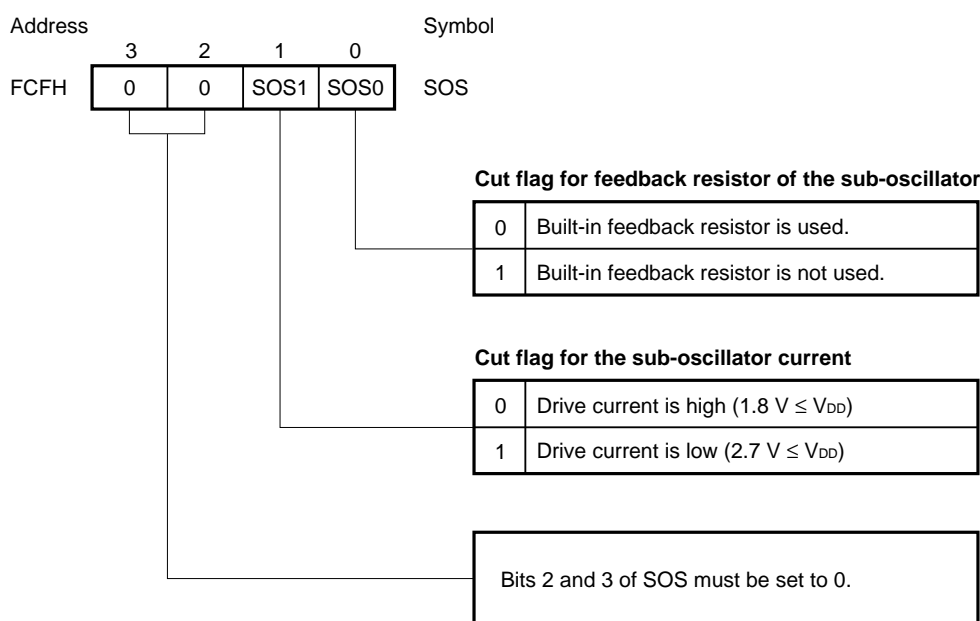 Address Symbol
3 2 1 0
FCFH 0 0 SOS1 SOS0 SOS
Cut flag for feedback resistor of the sub-oscillator
0 Built-in feedback resistor is used.
1 Built-in feedback resistor is not used.
Cut flag for the sub-oscillator current
0 Drive current is high (1.8 V ≤ VDD)
1 Drive current is low (2.7 V ≤ VDD)
Bits 2 and 3 of SOS must be set to 0.